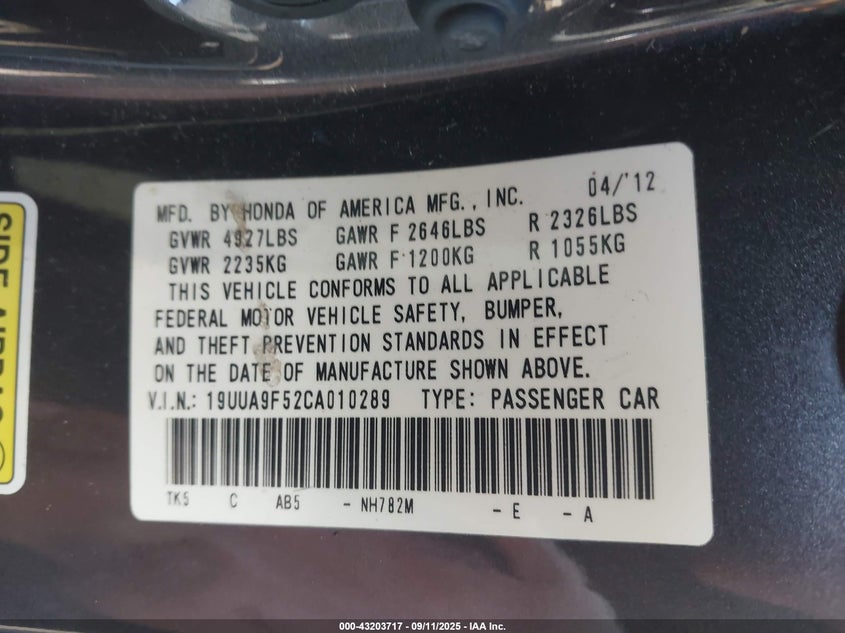 MFD. BY HONDA OF AMERICA MFG., INC. 04/'12
GVWR 4927LBS GAWR F 2646LBS R 2326LBS
GVWR 2235KG GAWR F 1200KG R 1055KG
THIS VEHICLE CONFORMS TO ALL APPLICABLE
FEDERAL MOTOR VEHICLE SAFETY, BUMPER,
AND THEFT PREVENTION STANDARDS IN EFFECT
ON THE DATE OF MANUFACTURE SHOWN ABOVE.
V.I.N.: 19UUA9F52CA010289 TYPE: PASSENGER CAR
TK5 C AB5 - NH782M - E - A
SIDE
000-43203717 - 09/11/2025 - IAA Inc.